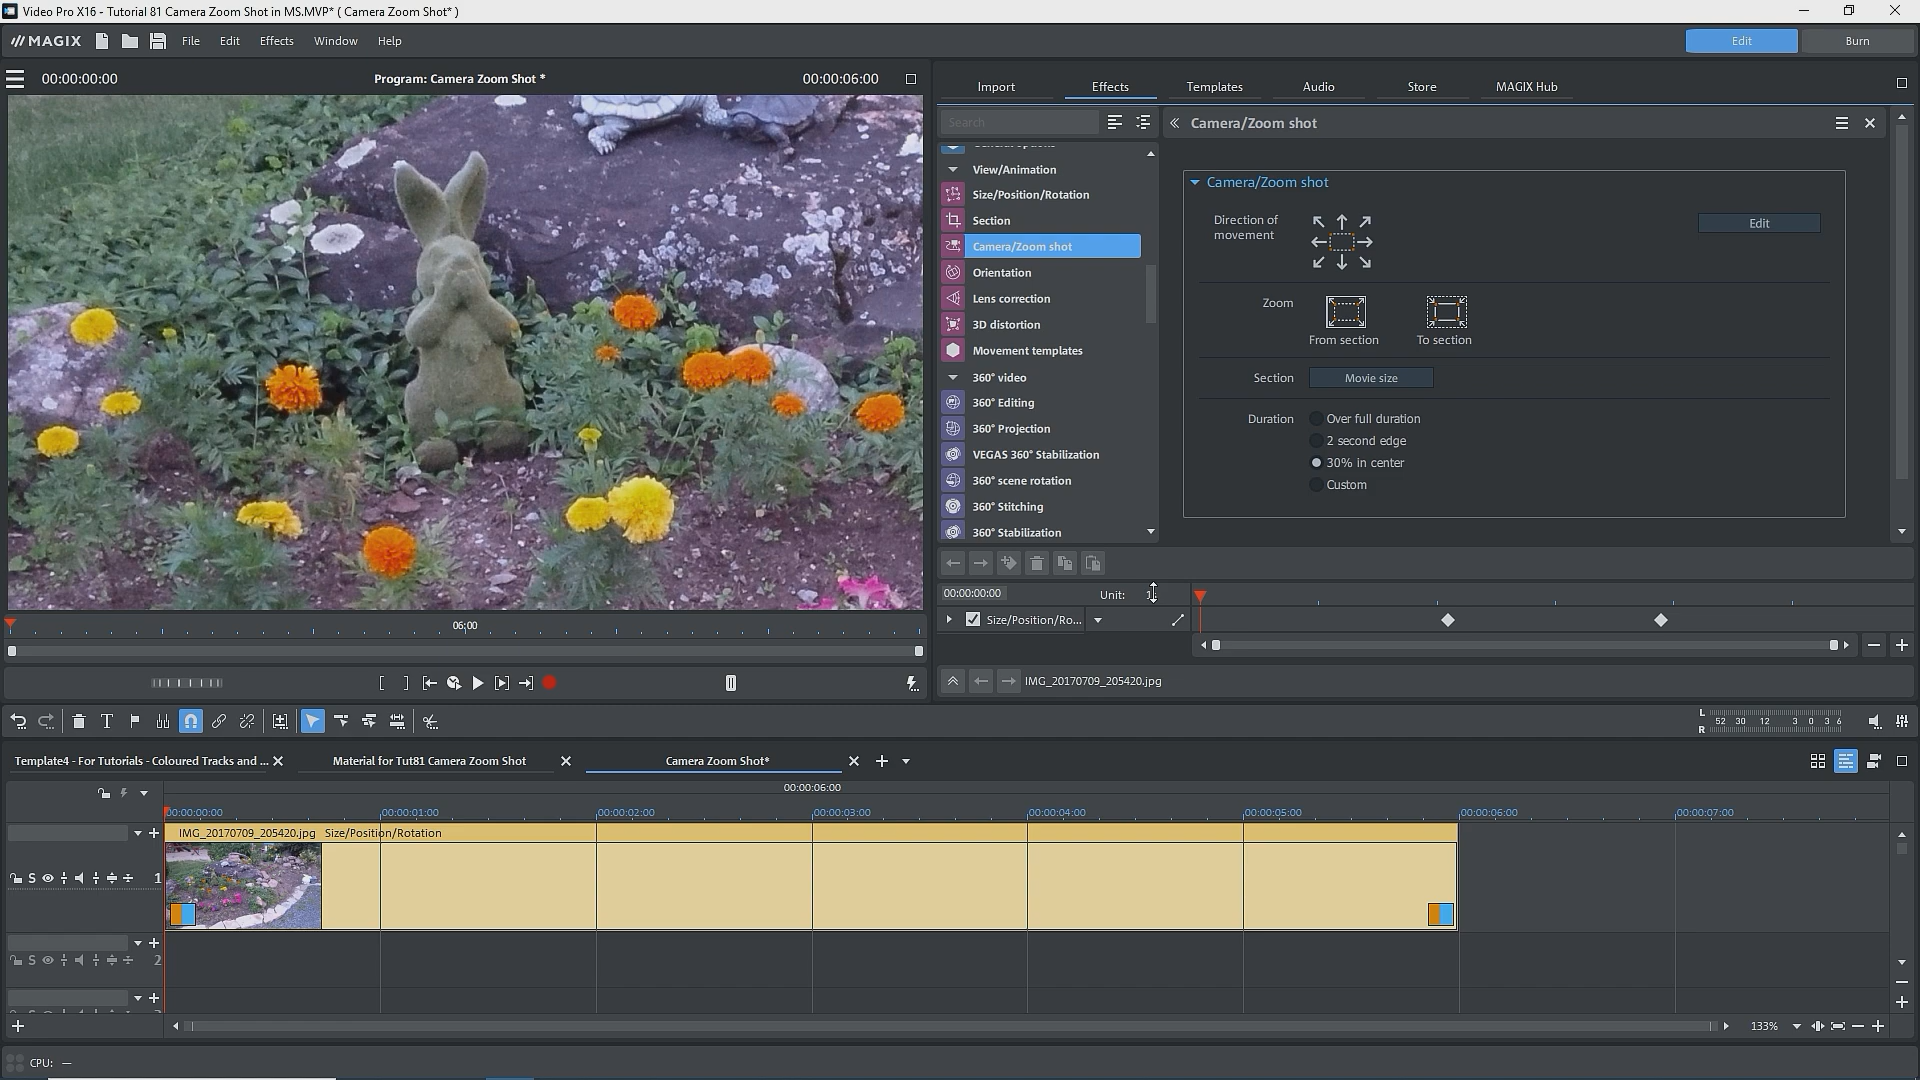 Video Pro X16 - Tutorial 81 Camera Zoom Shot in MS.MVP* ( Camera Zoom Shot* )
MAGIX File Edit Effects Window Help Edit Burn
00:00:00:00 Program: Camera Zoom Shot * 00:00:06:00
Import Effects Templates Audio Store MAGIX Hub
Search
Camera/Zoom shot
View/Animation
Size/Position/Rotation
Section
Camera/Zoom shot
Orientation
Lens correction
3D distortion
Movement templates
360° video
360° Editing
360° Projection
VEGAS 360° Stabilization
360° scene rotation
360° Stitching
360° Stabilization
Camera/Zoom shot
Direction of
movement
Edit
Zoom
From section To section
Section Movie size
Duration Over full duration
2 second edge
30% in center
Custom
00:00:00:00 Unit:
Size/Position/Ro...
06:00
IMG_20170709_205420.jpg
L 52 30 12 3 0 3 6
R
Template4 - For Tutorials - Coloured Tracks and ... Material for Tut81 Camera Zoom Shot Camera Zoom Shot*
00:00:06:00
00:00:00:00 00:00:01:00 00:00:02:00 00:00:03:00 00:00:04:00 00:00:05:00 00:00:06:00 00:00:07:00
IMG_20170709_205420.jpg Size/Position/Rotation
S 1
S 2
133%
CPU: —